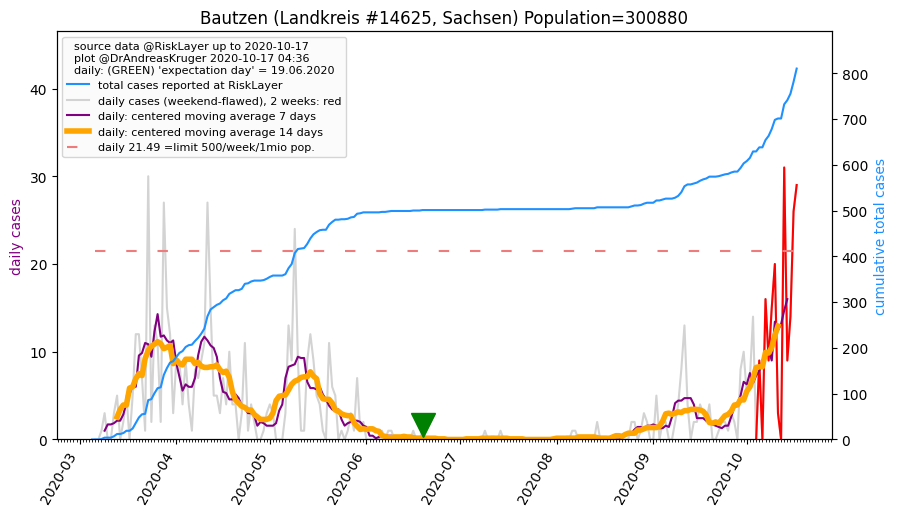 Bautzen (Landkreis #14625, Sachsen) Population=300880
source data @RiskLayer up to 2020-10-17
plot @DrAndreasKruger 2020-10-17 04:36
daily: (GREEN) 'expectation day' = 19.06.2020
total cases reported at RiskLayer
daily cases (weekend-flawed), 2 weeks: red
daily: centered moving average 7 days
daily: centered moving average 14 days
daily 21.49 =limit 500/week/1mio pop.
daily cases
40
30
20
10
0
cumulative total cases
800
700
600
500
400
300
200
100
0
2020-03
2020-04
2020-05
2020-06
2020-07
2020-08
2020-09
2020-10